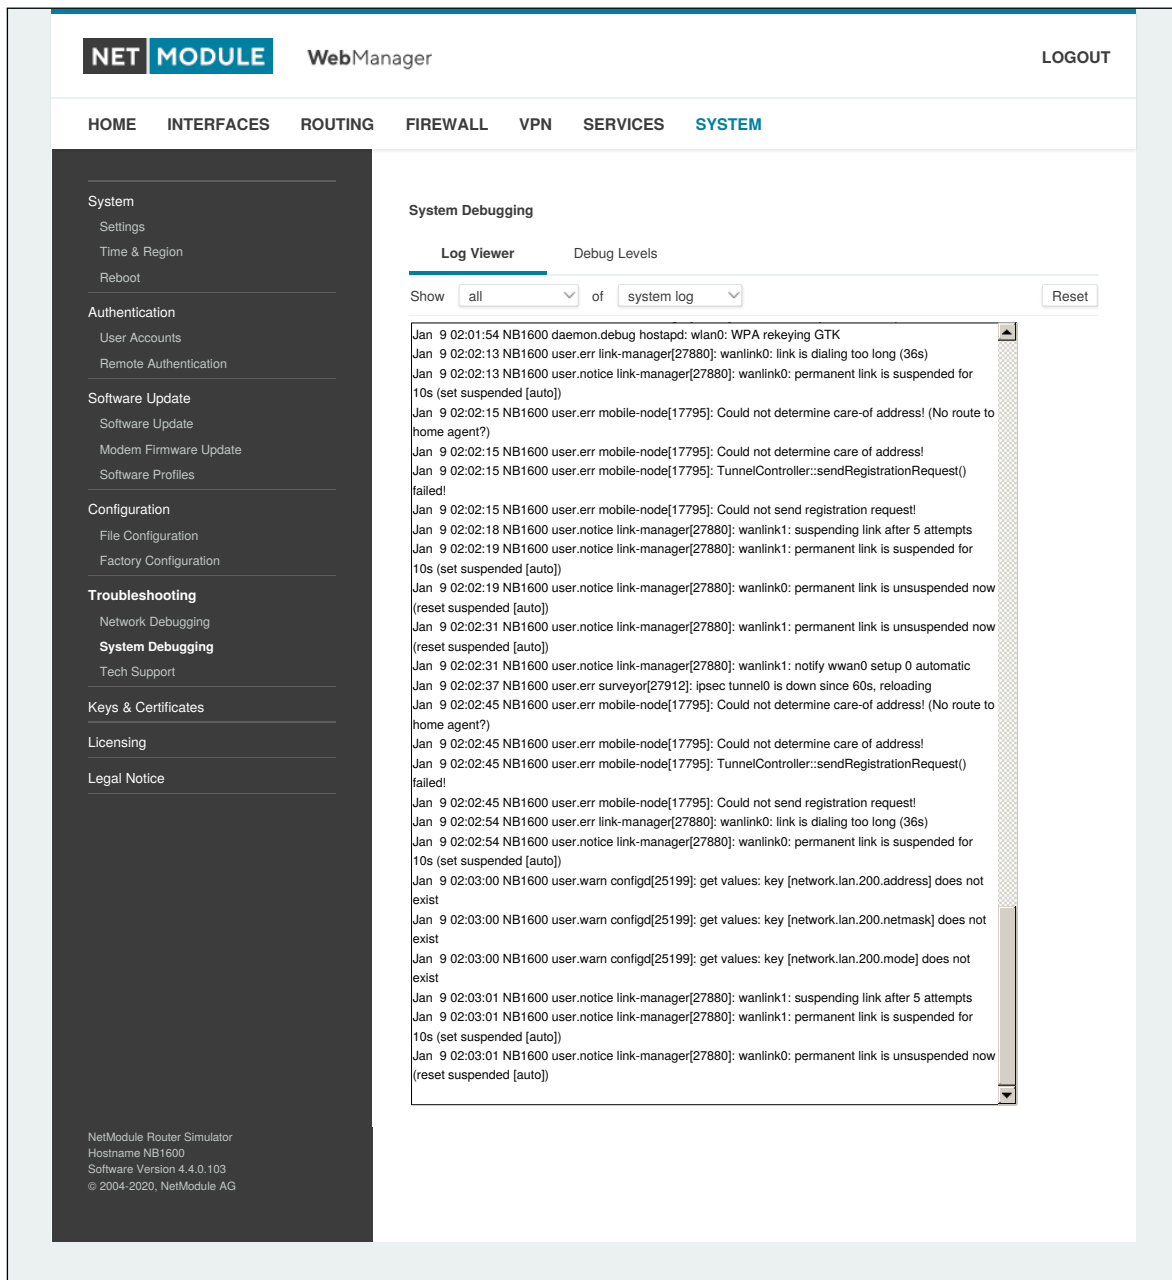 NET MODULE WebManager LOGOUT
HOME INTERFACES ROUTING FIREWALL VPN SERVICES SYSTEM
System
Settings
Time & Region
Reboot
Authentication
User Accounts
Remote Authentication
Software Update
Software Update
Modem Firmware Update
Software Profiles
Configuration
File Configuration
Factory Configuration
Troubleshooting
Network Debugging
System Debugging
Tech Support
Keys & Certificates
Licensing
Legal Notice
NetModule Router Simulator
Hostname NB1600
Software Version 4.4.0.103
© 2004-2020, NetModule AG
System Debugging
Log Viewer Debug Levels
Show all of system log Reset
Jan 9 02:01:54 NB1600 daemon.debug hostapd: wlan0: WPA rekeying GTK
Jan 9 02:02:13 NB1600 user.err link-manager[27880]: wanlink0: link is dialing too long (36s)
Jan 9 02:02:13 NB1600 user.notice link-manager[27880]: wanlink0: permanent link is suspended for
10s (set suspended [auto])
Jan 9 02:02:15 NB1600 user.err mobile-node[17795]: Could not determine care-of address! (No route to
home agent?)
Jan 9 02:02:15 NB1600 user.err mobile-node[17795]: Could not determine care of address!
Jan 9 02:02:15 NB1600 user.err mobile-node[17795]: TunnelController::sendRegistrationRequest()
failed!
Jan 9 02:02:15 NB1600 user.err mobile-node[17795]: Could not send registration request!
Jan 9 02:02:18 NB1600 user.notice link-manager[27880]: wanlink1: suspending link after 5 attempts
Jan 9 02:02:19 NB1600 user.notice link-manager[27880]: wanlink1: permanent link is suspended for
10s (set suspended [auto])
Jan 9 02:02:19 NB1600 user.notice link-manager[27880]: wanlink0: permanent link is unsuspended now
(reset suspended [auto])
Jan 9 02:02:31 NB1600 user.notice link-manager[27880]: wanlink1: permanent link is unsuspended now
(reset suspended [auto])
Jan 9 02:02:31 NB1600 user.notice link-manager[27880]: wanlink1: notify wwan0 setup 0 automatic
Jan 9 02:02:37 NB1600 user.err surveyor[27912]: ipsec tunnel0 is down since 60s, reloading
Jan 9 02:02:45 NB1600 user.err mobile-node[17795]: Could not determine care-of address! (No route to
home agent?)
Jan 9 02:02:45 NB1600 user.err mobile-node[17795]: Could not determine care of address!
Jan 9 02:02:45 NB1600 user.err mobile-node[17795]: TunnelController::sendRegistrationRequest()
failed!
Jan 9 02:02:45 NB1600 user.err mobile-node[17795]: Could not send registration request!
Jan 9 02:02:54 NB1600 user.err link-manager[27880]: wanlink0: link is dialing too long (36s)
Jan 9 02:02:54 NB1600 user.notice link-manager[27880]: wanlink0: permanent link is suspended for
10s (set suspended [auto])
Jan 9 02:03:00 NB1600 user.warn configd[25199]: get values: key [network.lan.200.address] does not
exist
Jan 9 02:03:00 NB1600 user.warn configd[25199]: get values: key [network.lan.200.netmask] does not
exist
Jan 9 02:03:00 NB1600 user.warn configd[25199]: get values: key [network.lan.200.mode] does not
exist
Jan 9 02:03:01 NB1600 user.notice link-manager[27880]: wanlink1: suspending link after 5 attempts
Jan 9 02:03:01 NB1600 user.notice link-manager[27880]: wanlink1: permanent link is suspended for
10s (set suspended [auto])
Jan 9 02:03:01 NB1600 user.notice link-manager[27880]: wanlink0: permanent link is unsuspended now
(reset suspended [auto])